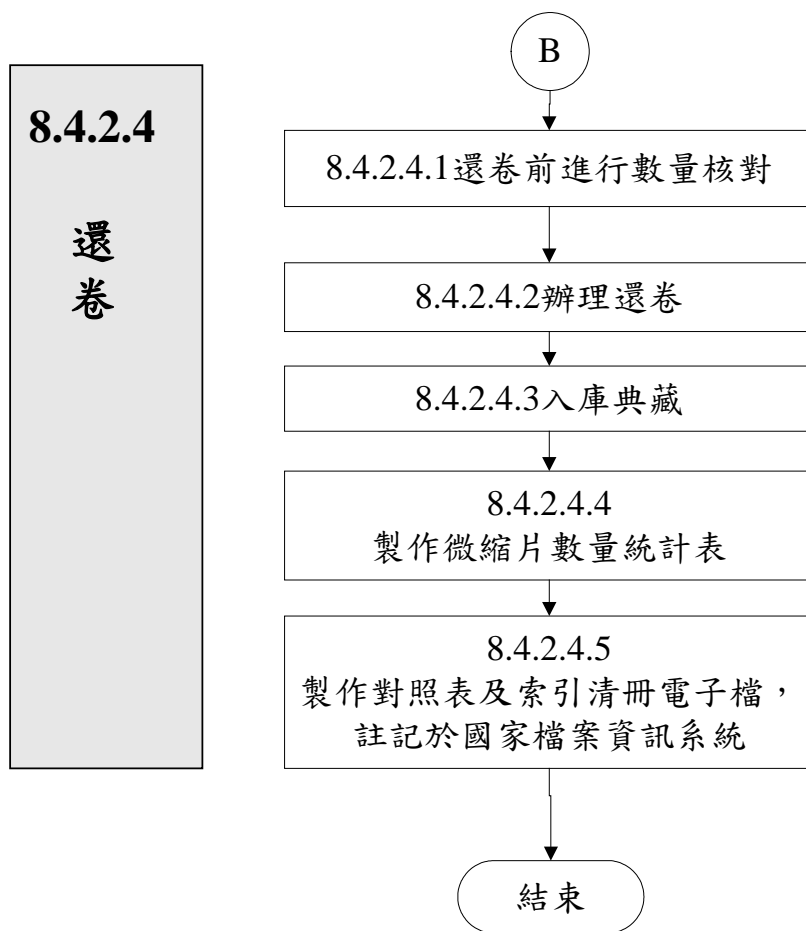 8.4.2.4
還
卷
B
8.4.2.4.1還卷前進行數量核對
8.4.2.4.2辦理還卷
8.4.2.4.3入庫典藏
8.4.2.4.4
製作微縮片數量統計表
8.4.2.4.5
製作對照表及索引清冊電子檔，
註記於國家檔案資訊系統
結束